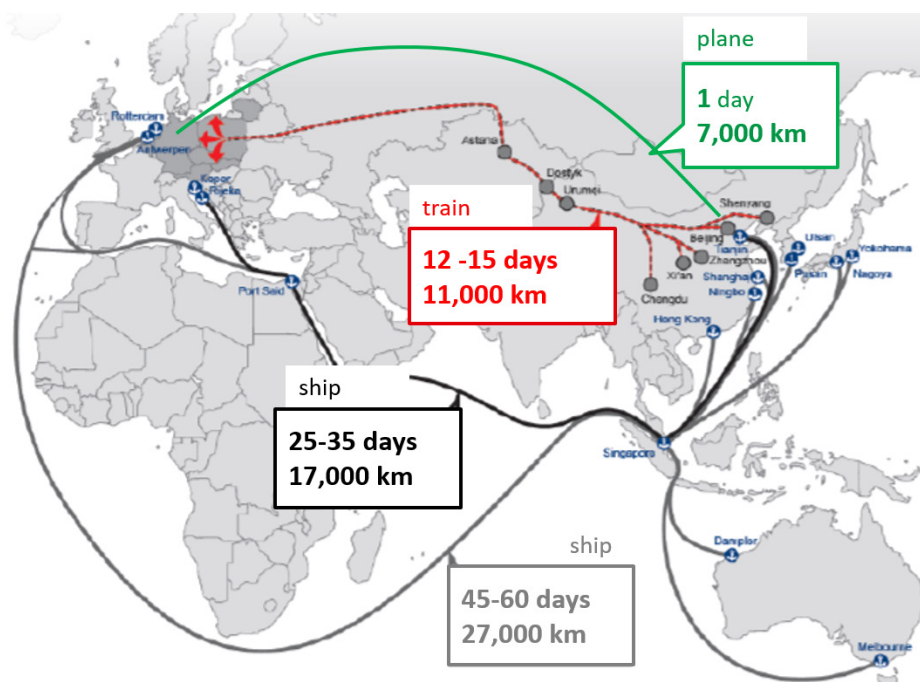 plane
1 day
7,000 km
Rotterdam
Antwerpen
Koper
Rijeka
Astana
Dostyk
Urumqi
train
12 -15 days
11,000 km
Shenyang
Beijing
Tianjin
Zhengzhou
Xi'an
Shanghai
Ningbo
Chengdu
Ulsan
Yokohama
Pusan
Nagoya
Port Said
Hong Kong
ship
25-35 days
17,000 km
Singapore
ship
45-60 days
27,000 km
Dampier
Melbourne